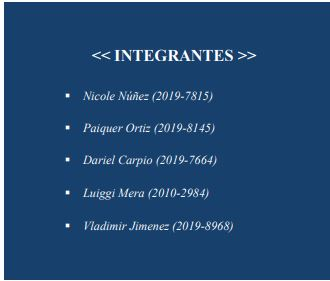 << INTEGRANTES >>
▪ Nicole Núñez (2019-7815)
▪ Paiquer Ortiz (2019-8145)
▪ Dariel Carpio (2019-7664)
▪ Luiggi Mera (2010-2984)
▪ Vladimir Jimenez (2019-8968)